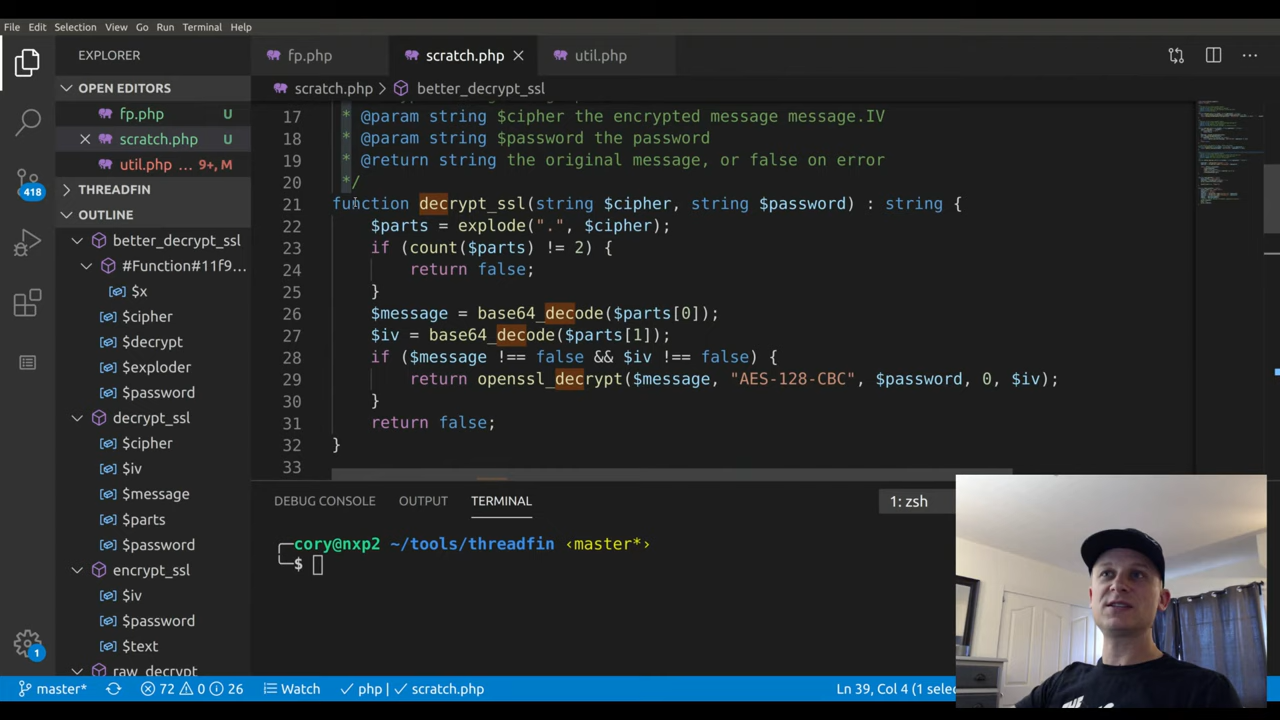 File Edit Selection View Go Run Terminal Help
EXPLORER
OPEN EDITORS
fp.php U
scratch.php U
util.php ... 9+, M
THREADFIN
OUTLINE
better_decrypt_ssl
#Function#11f9...
$x
$cipher
$decrypt
$exploder
$password
decrypt_ssl
$cipher
$iv
$message
$parts
$password
encrypt_ssl
$iv
$password
$text
raw_decrypt
418
1
fp.php scratch.php util.php
scratch.php > better_decrypt_ssl
17 * @param string $cipher the encrypted message message.IV
18 * @param string $password the password
19 * @return string the original message, or false on error
20 */
21 function decrypt_ssl(string $cipher, string $password) : string {
22 $parts = explode(".", $cipher);
23 if (count($parts) != 2) {
24 return false;
25 }
26 $message = base64_decode($parts[0]);
27 $iv = base64_decode($parts[1]);
28 if ($message !== false && $iv !== false) {
29 return openssl_decrypt($message, "AES-128-CBC", $password, 0, $iv);
30 }
31 return false;
32 }
33
DEBUG CONSOLE OUTPUT TERMINAL 1: zsh
cory@nxp2 ~/tools/threadfin ‹master*›
$
master* 72 0 26 Watch php | scratch.php Ln 39, Col 4 (1 selec